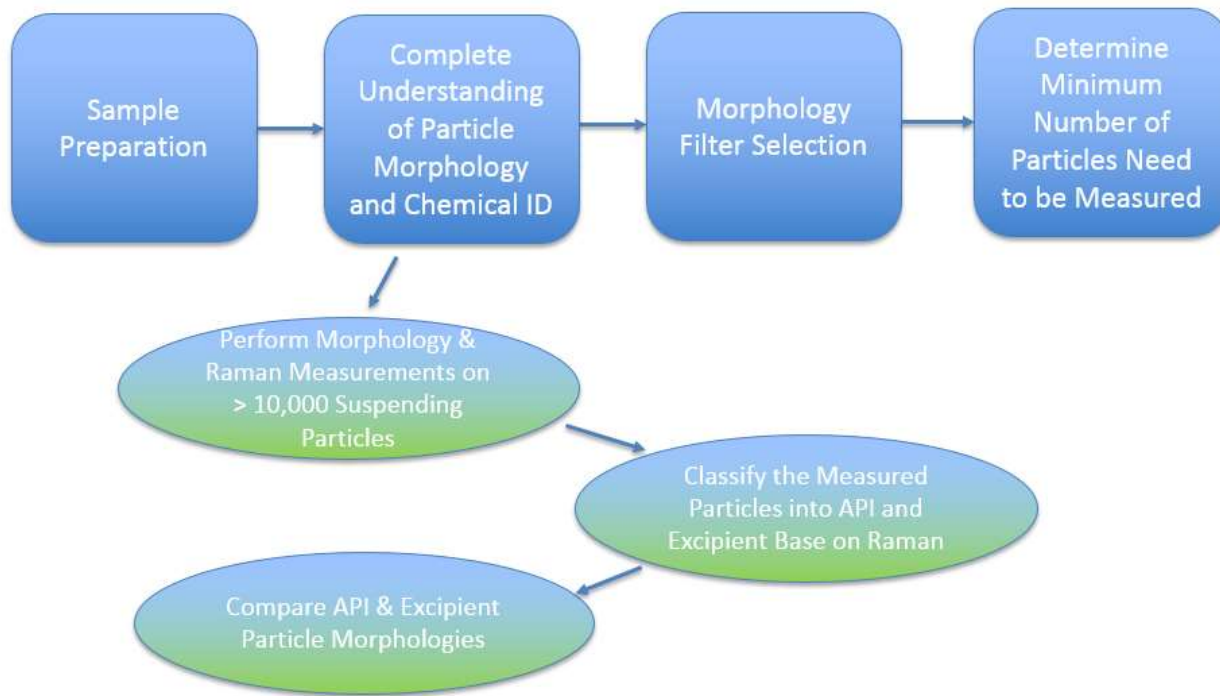 Sample
Preparation
Complete
Understanding
of Particle
Morphology
and Chemical ID
Morphology
Filter Selection
Determine
Minimum
Number of
Particles Need
to be Measured
Perform Morphology &
Raman Measurements on
> 10,000 Suspending
Particles
Classify the Measured
Particles into API and
Excipient Base on Raman
Compare API & Excipient
Particle Morphologies